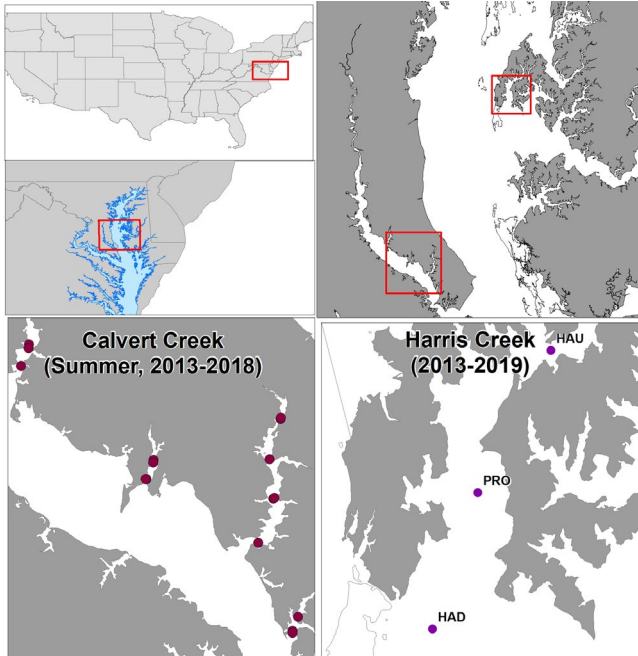 Calvert Creek
(Summer, 2013-2018)
Harris Creek
(2013-2019)
HAU
PRO
HAD